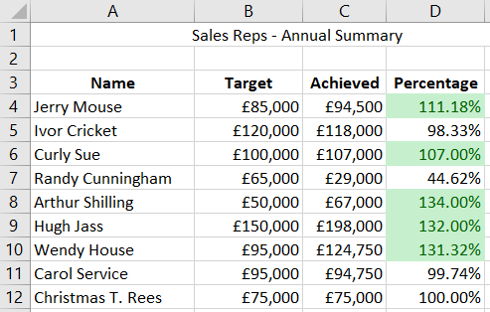 A B C D
1 Sales Reps - Annual Summary
2
3 Name Target Achieved Percentage
4 Jerry Mouse £85,000 £94,500 111.18%
5 Ivor Cricket £120,000 £118,000 98.33%
6 Curly Sue £100,000 £107,000 107.00%
7 Randy Cunningham £65,000 £29,000 44.62%
8 Arthur Shilling £50,000 £67,000 134.00%
9 Hugh Jass £150,000 £198,000 132.00%
10 Wendy House £95,000 £124,750 131.32%
11 Carol Service £95,000 £94,750 99.74%
12 Christmas T. Rees £75,000 £75,000 100.00%